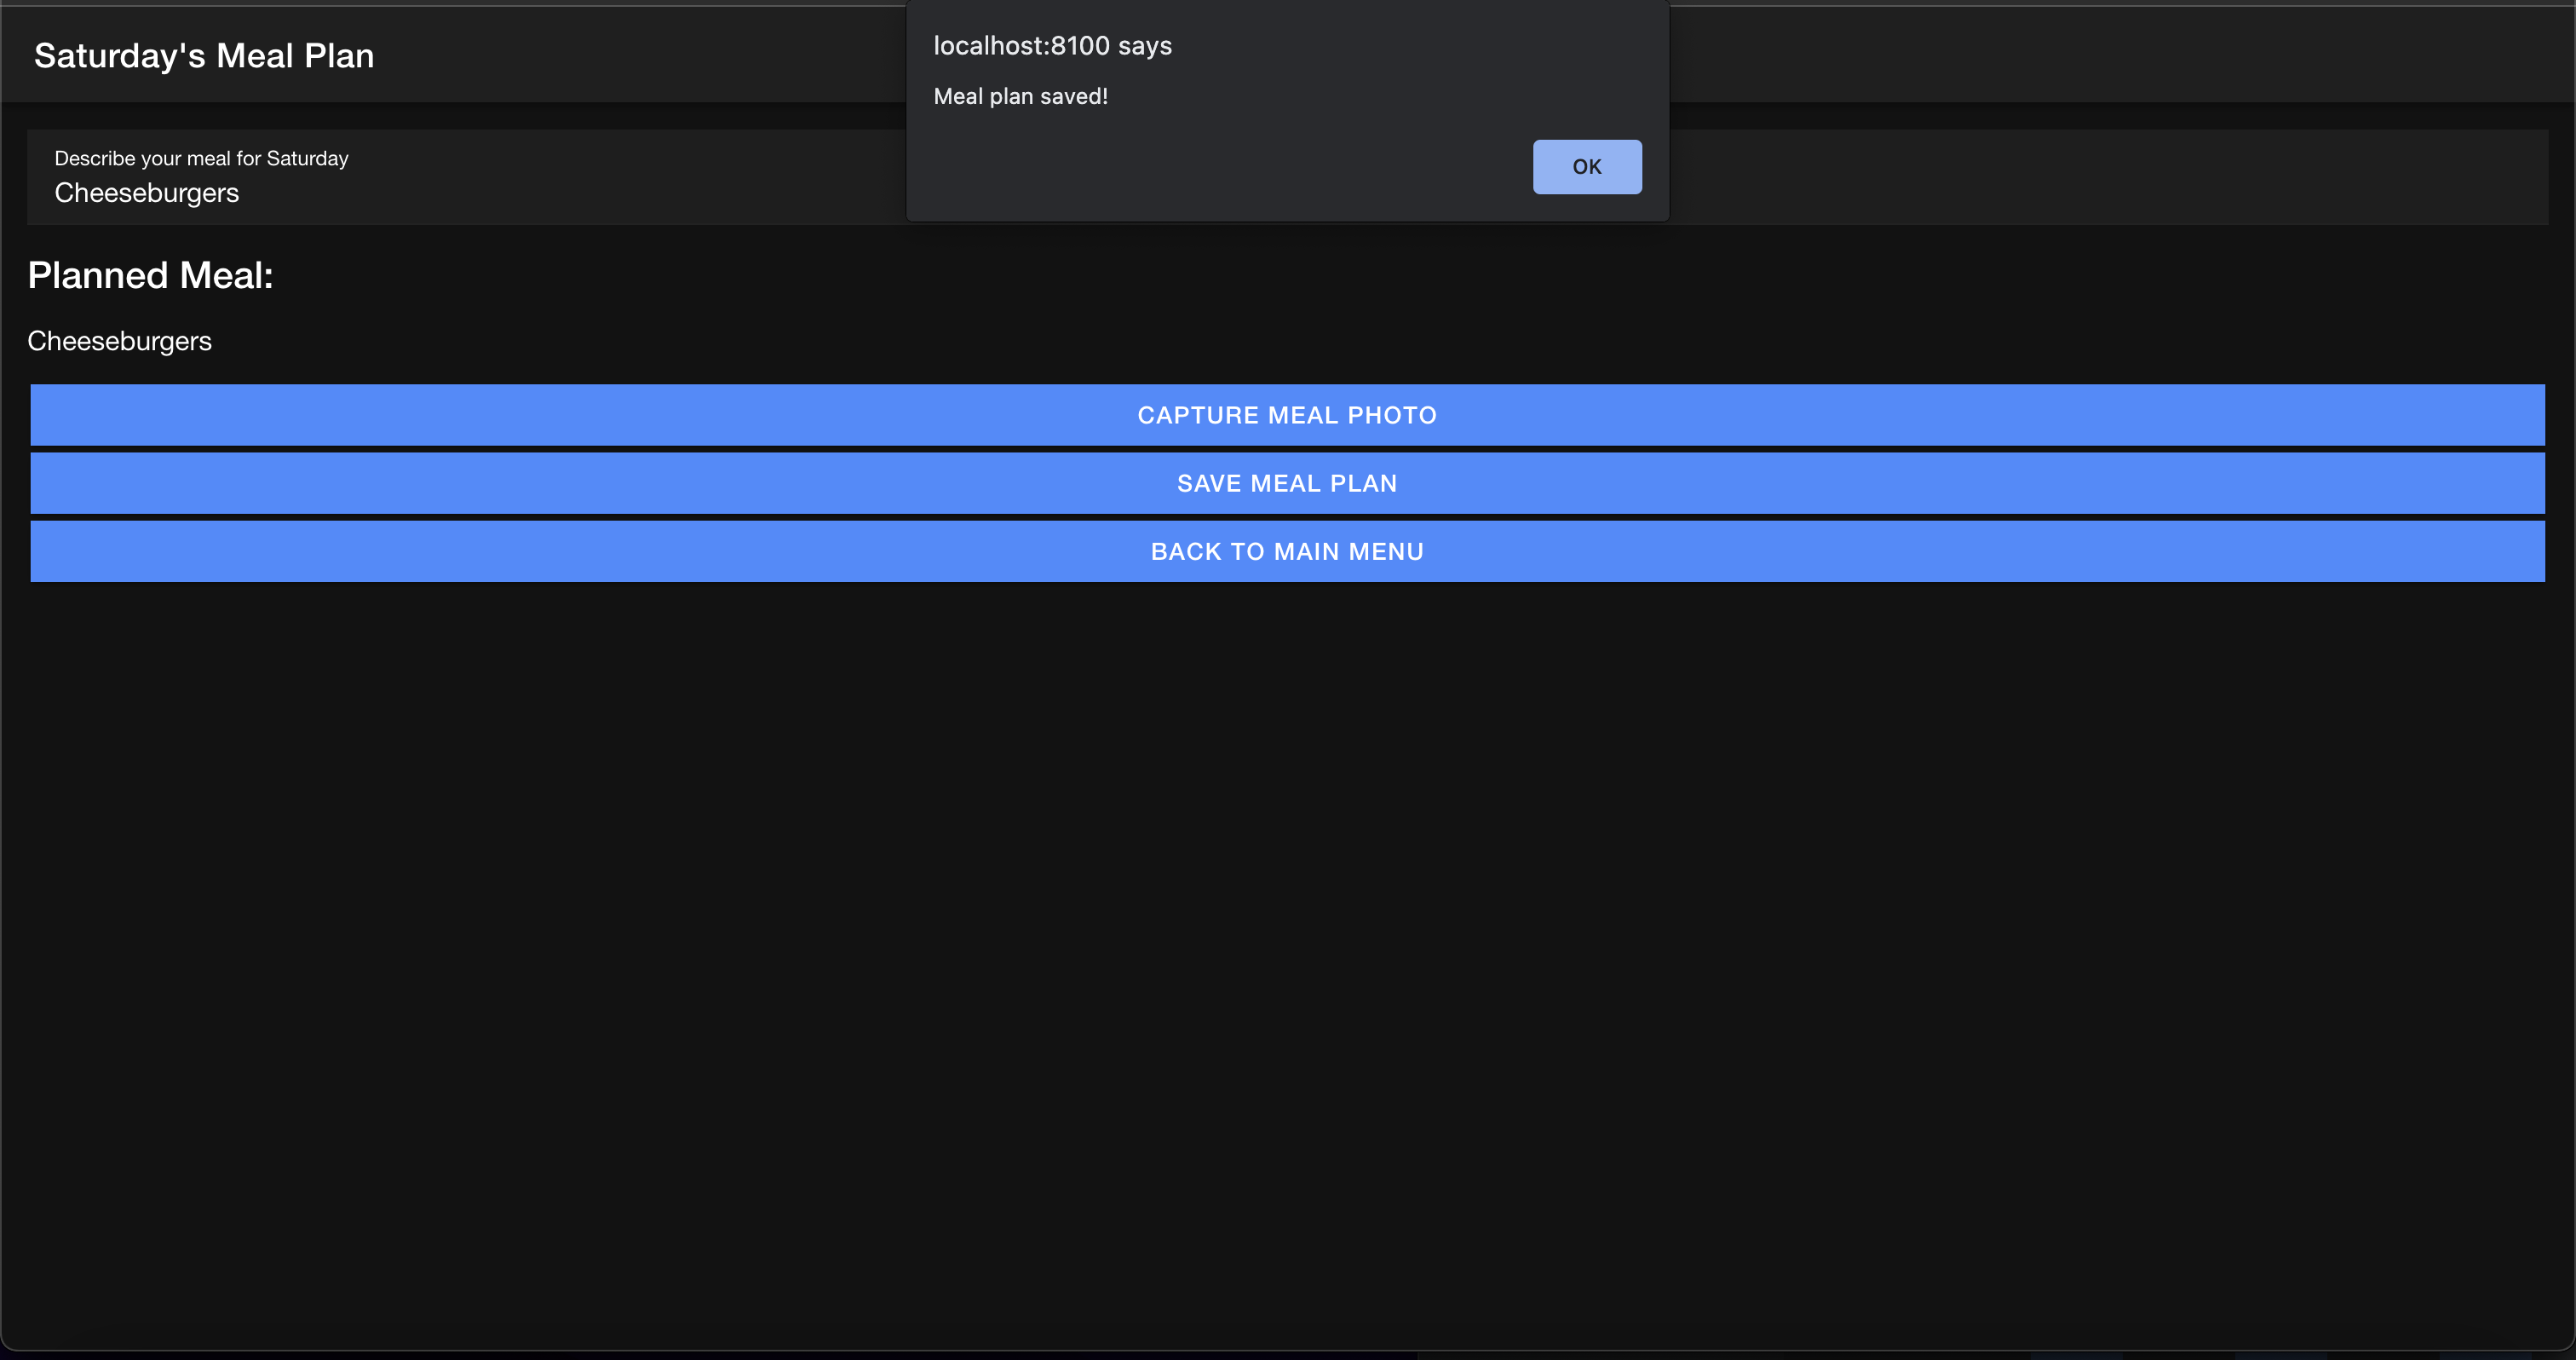 Saturday's Meal Plan
localhost:8100 says
Meal plan saved!
OK
Describe your meal for Saturday
Cheeseburgers
Planned Meal:
Cheeseburgers
CAPTURE MEAL PHOTO
SAVE MEAL PLAN
BACK TO MAIN MENU